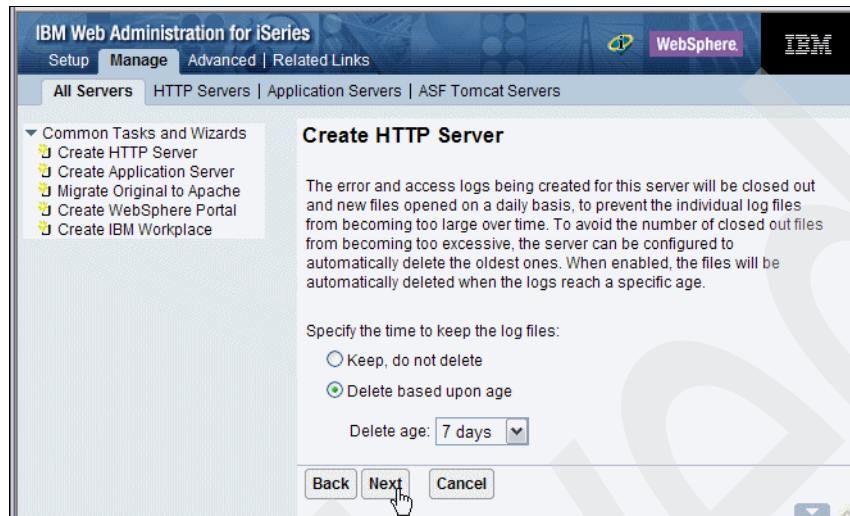 IBM Web Administration for iSeries
WebSphere.
IBM
Setup Manage Advanced | Related Links
All Servers HTTP Servers | Application Servers | ASF Tomcat Servers
Common Tasks and Wizards
Create HTTP Server
Create Application Server
Migrate Original to Apache
Create WebSphere Portal
Create IBM Workplace
Create HTTP Server
The error and access logs being created for this server will be closed out
and new files opened on a daily basis, to prevent the individual log files
from becoming too large over time. To avoid the number of closed out files
from becoming too excessive, the server can be configured to
automatically delete the oldest ones. When enabled, the files will be
automatically deleted when the logs reach a specific age.
Specify the time to keep the log files:
Keep, do not delete
Delete based upon age
Delete age: 7 days
Back Next Cancel